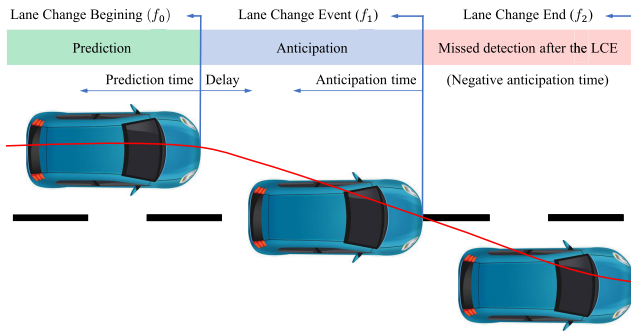 Lane Change Begining (f₀) Lane Change Event (f₁) Lane Change End (f₂)
Prediction Anticipation Missed detection after the LCE
Prediction time Delay Anticipation time (Negative anticipation time)